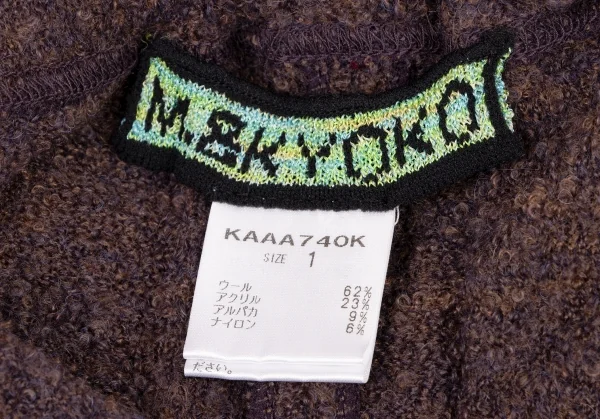 M.&KYOKO
KAAA740K
SIZE 1
ウール 62%
アクリル 23%
アルパカ 9%
ナイロン 6%
ださい。